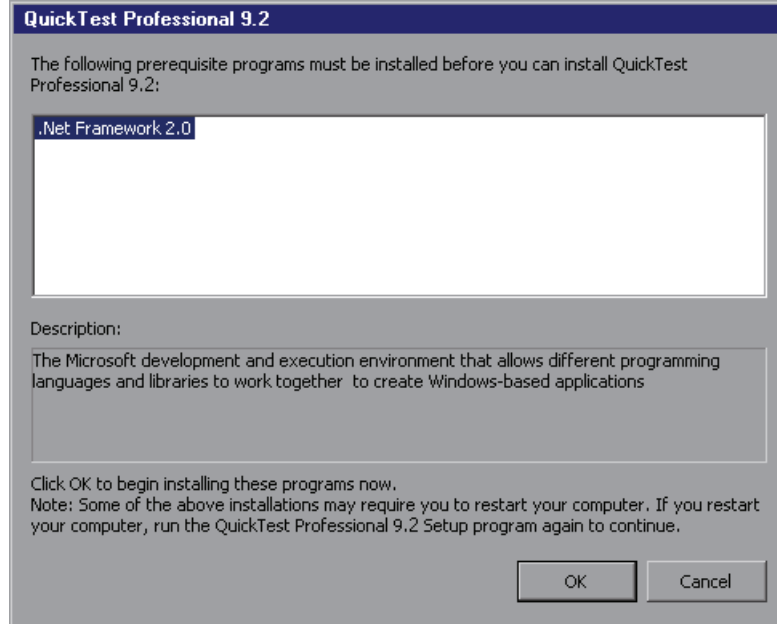 QuickTest Professional 9.2
The following prerequisite programs must be installed before you can install QuickTest
Professional 9.2:
.Net Framework 2.0
Description:
The Microsoft development and execution environment that allows different programming
languages and libraries to work together  to create Windows-based applications
Click OK to begin installing these programs now.
Note: Some of the above installations may require you to restart your computer. If you restart
your computer, run the QuickTest Professional 9.2 Setup program again to continue.
OK
Cancel